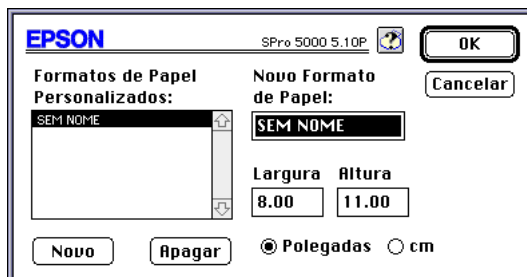 EPSON
SPro 5000 5.10P
OK
Cancelar
Formatos de Papel
Personalizados:
SEM NOME
Novo
Apagar
Novo Formato
de Papel:
SEM NOME
Largura Altura
8.00 11.00
Polegadas cm